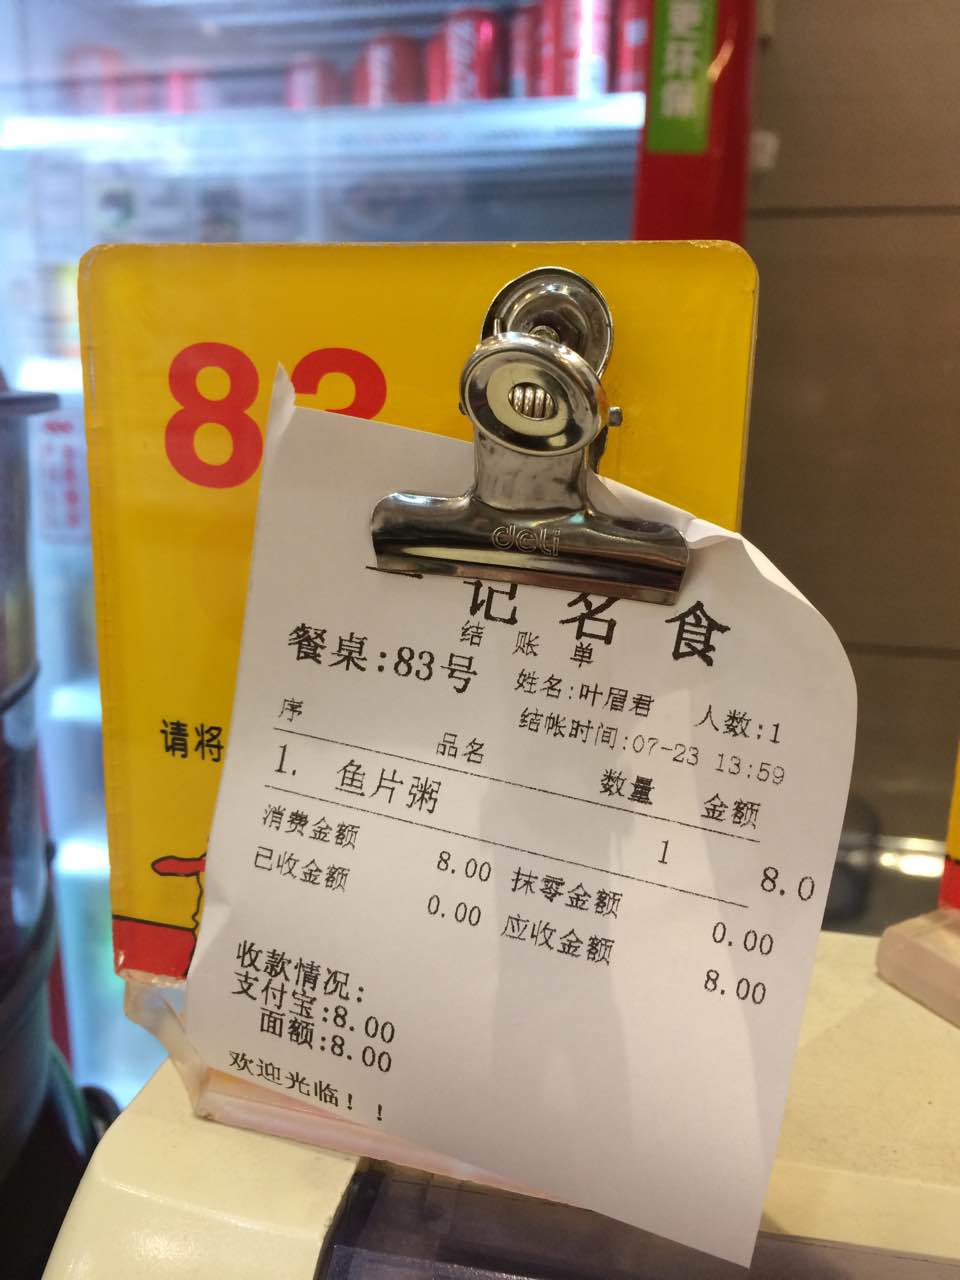 更环保
83
deli
记名食
结账单
餐桌:83号
姓名:叶眉君 人数:1
结帐时间:07-23 13:59
序 品名 数量 金额
1. 鱼片粥 1 8.0
消费金额 8.00 抹零金额 0.00
已收金额 0.00 应收金额 8.00
收款情况:
支付宝:8.00
面额:8.00
欢迎光临!!
请将